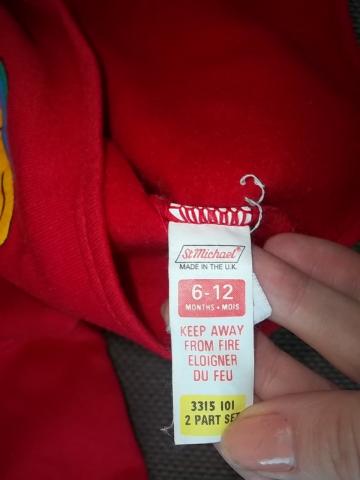 St Michael®
MADE IN THE U.K.
6-12
MONTHS • MOIS
KEEP AWAY
FROM FIRE
ELOIGNER
DU FEU
3315 101
2 PART SET